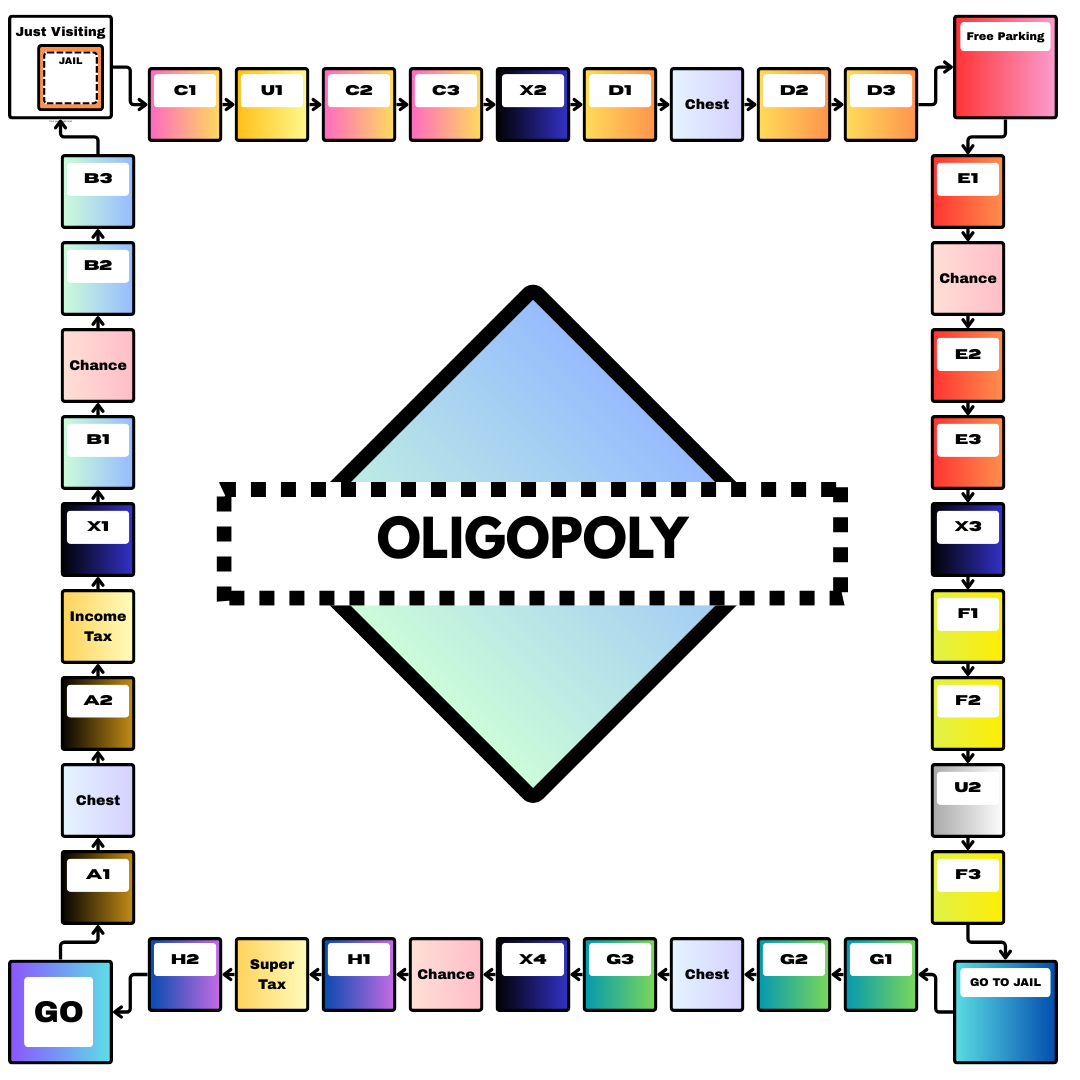 Just Visiting
JAIL
C1
U1
C2
C3
X2
D1
Chest
D2
D3
Free Parking
B3
B2
Chance
B1
X1
Income
Tax
A2
Chest
A1
E1
Chance
E2
E3
X3
F1
F2
U2
F3
OLIGOPOLY
GO
H2
Super
Tax
H1
Chance
X4
G3
Chest
G2
G1
GO TO JAIL